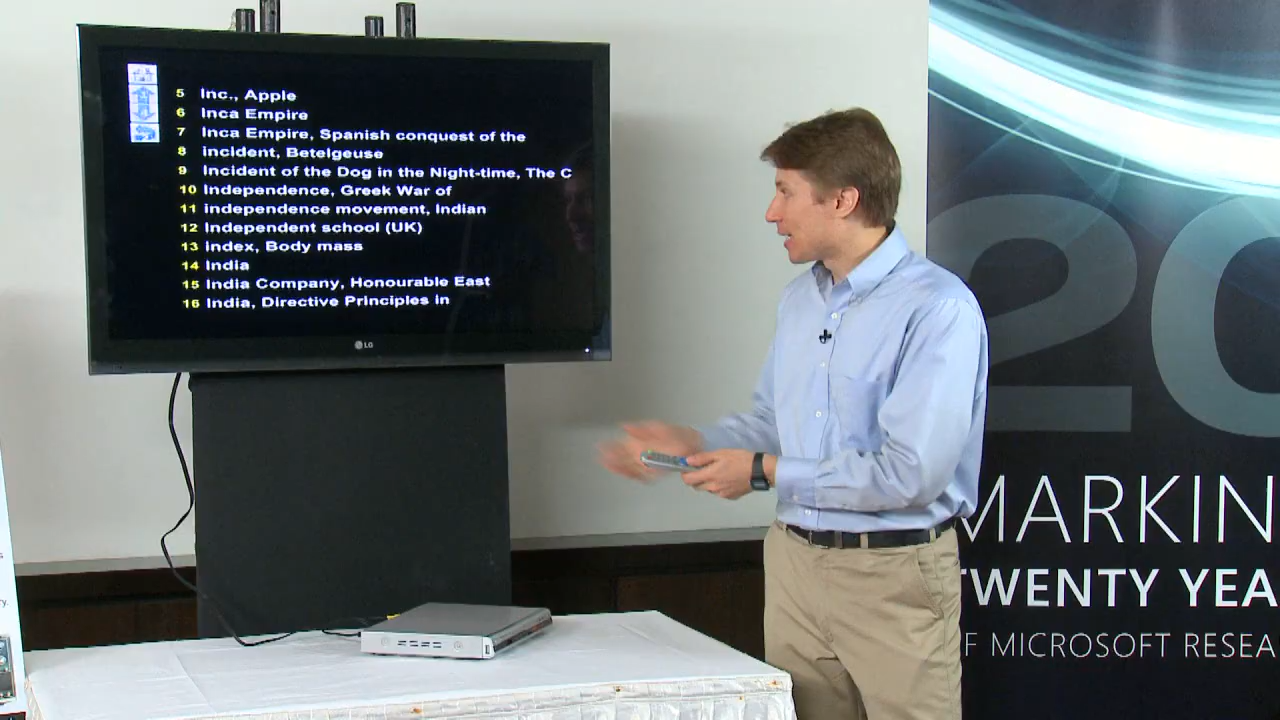 5 Inc., Apple
6 Inca Empire
7 Inca Empire, Spanish conquest of the
8 incident, Betelgeuse
9 Incident of the Dog in the Night-time, The C
10 Independence, Greek War of
11 independence movement, Indian
12 Independent school (UK)
13 index, Body mass
14 India
15 India Company, Honourable East
16 India, Directive Principles in
LG
20
MARKIN
TWENTY YEA
F MICROSOFT RESEA
s
ry.